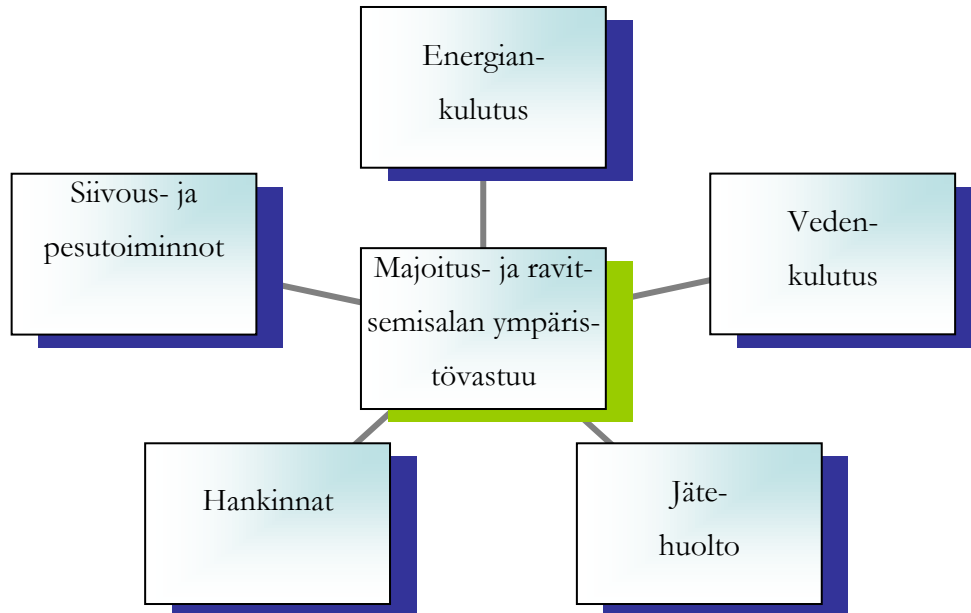 Energian-
kulutus
Siivous- ja
pesutoiminnot
Veden-
kulutus
Majoitus- ja ravit-
semisalan ympäris-
tövastuu
Hankinnat
Jäte-
huolto